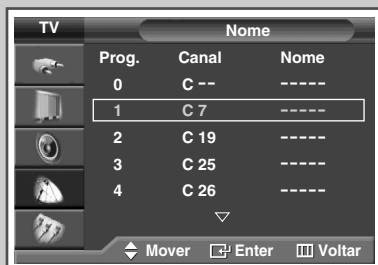 TV Nome
Prog. Canal Nome
0 C -- -----
1 C 7 -----
2 C 19 -----
3 C 25 -----
4 C 26 -----
Mover Enter Voltar